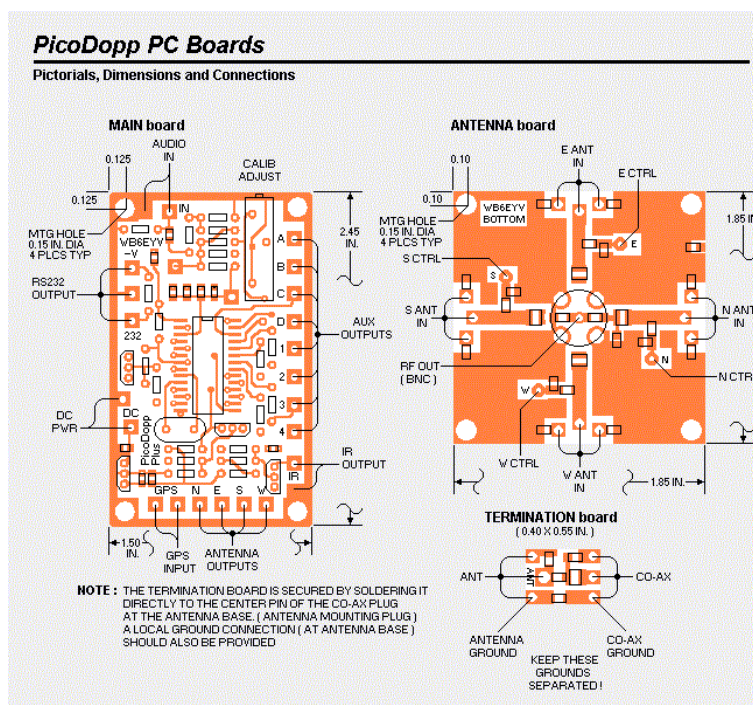 PicoDopp PC Boards
Pictorials, Dimensions and Connections
MAIN board
AUDIO
IN
0.125
0.125
CALIB
ADJUST
MTG HOLE
0.15 IN. DIA
4 PLCS TYP
IN
WB6EYV
-V
2.45
IN.
RS232
OUTPUT
232
A
B
C
D
1
2
3
4
AUX
OUTPUTS
DC
PWR
DC
PicoDopp
Plus
IR
OUTPUT
IR
GPS N E S W
1.50
IN.
GPS
INPUT
ANTENNA
OUTPUTS
ANTENNA board
E ANT
IN
0.10
0.10
E CTRL
MTG HOLE
0.15 IN. DIA
4 PLCS TYP
WB6EYV
BOTTOM
E
S CTRL
S
1.85 IN
S ANT
IN
N ANT
IN
RF OUT
( BNC )
N
N CTR
W
W CTRL
W ANT
IN
1.85 IN.
TERMINATION board
( 0.40 X 0.55 IN. )
ANT
ANT
CO-AX
ANTENNA
GROUND
CO-AX
GROUND
KEEP THESE
GROUNDS
SEPARATED !
NOTE : THE TERMINATION BOARD IS SECURED BY SOLDERING IT
DIRECTLY TO THE CENTER PIN OF THE CO-AX PLUG
AT THE ANTENNA BASE. ( ANTENNA MOUNTING PLUG )
A LOCAL GROUND CONNECTION ( AT ANTENNA BASE )
SHOULD ALSO BE PROVIDED